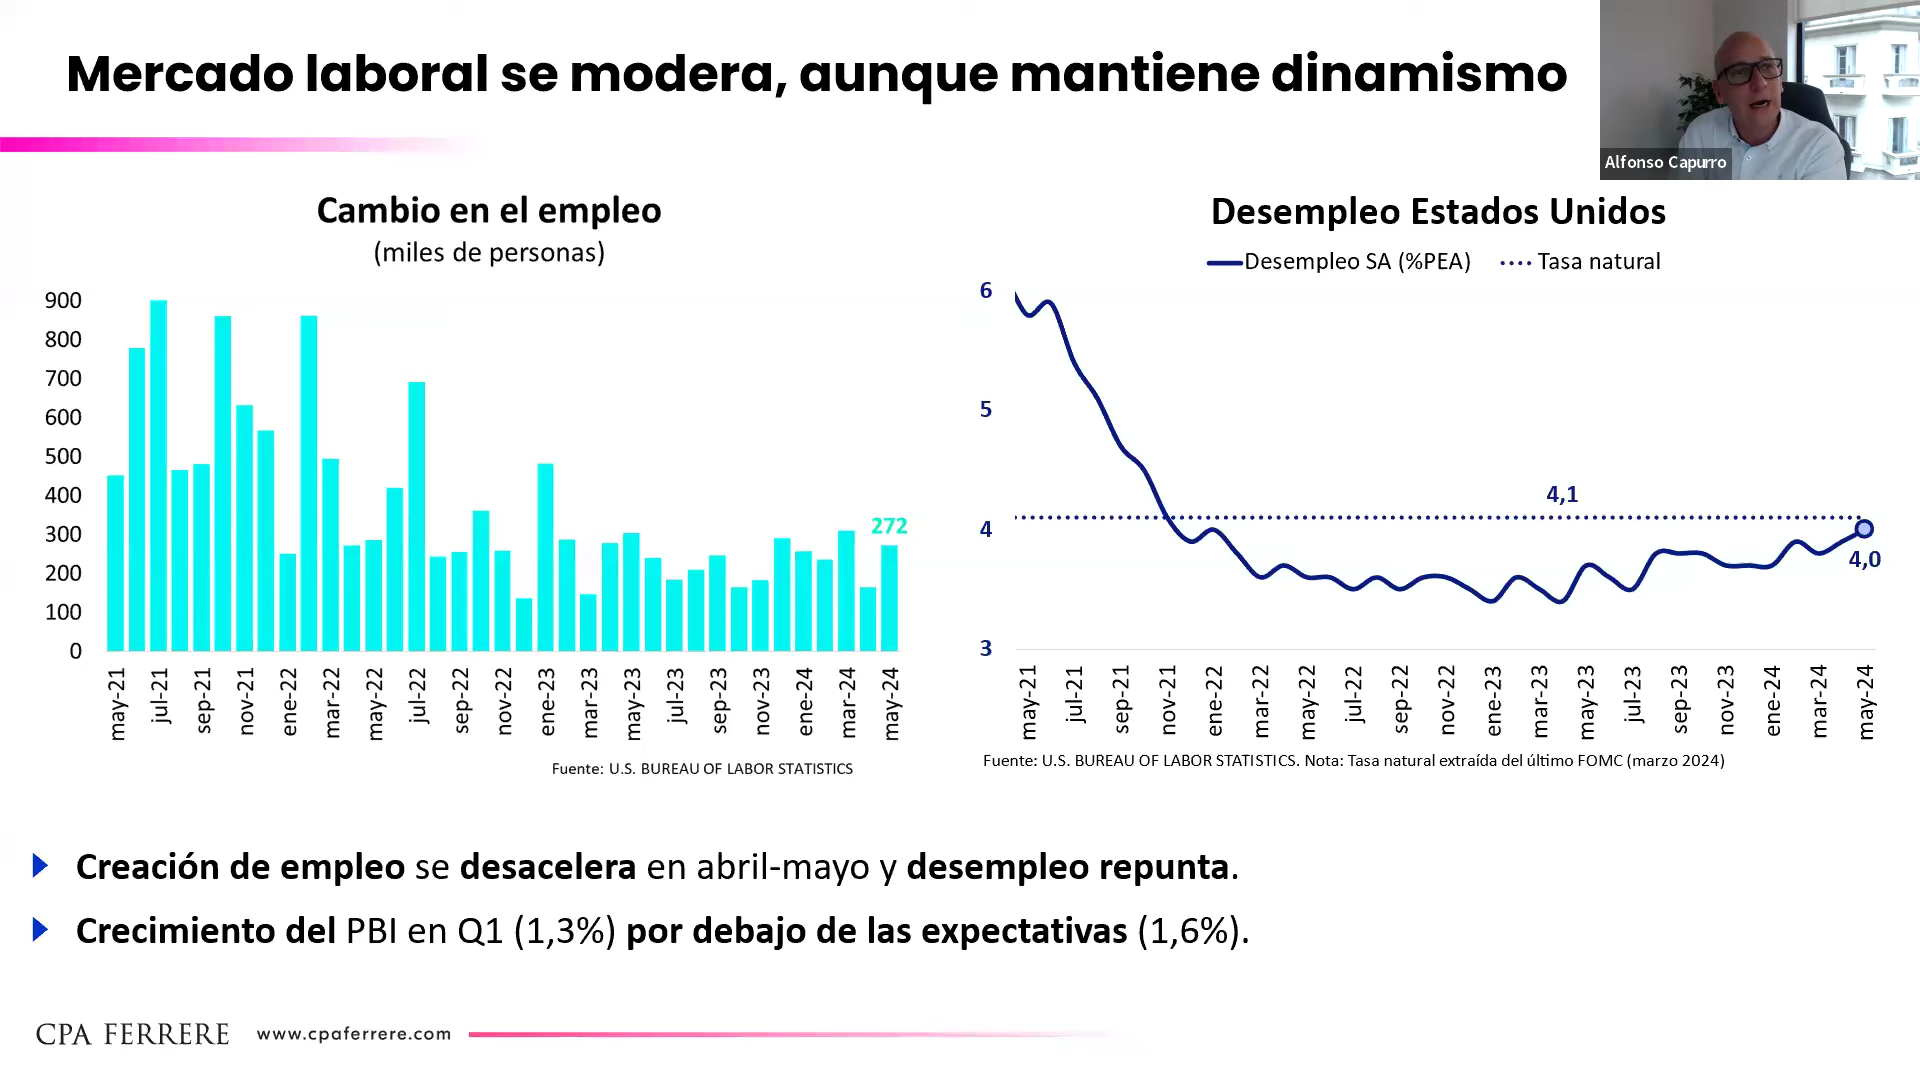 Mercado laboral se modera, aunque mantiene dinamismo
Alfonso Capurro
Cambio en el empleo
(miles de personas)
900
800
700
600
500
400
300
200
100
0
272
may-21
jul-21
sep-21
nov-21
ene-22
mar-22
may-22
jul-22
sep-22
nov-22
ene-23
mar-23
may-23
jul-23
sep-23
nov-23
ene-24
mar-24
may-24
Fuente: U.S. BUREAU OF LABOR STATISTICS
Desempleo Estados Unidos
Desempleo SA (%PEA) Tasa natural
6
5
4
3
4,1
4,0
may-21
jul-21
sep-21
nov-21
ene-22
mar-22
may-22
jul-22
sep-22
nov-22
ene-23
mar-23
may-23
jul-23
sep-23
nov-23
ene-24
mar-24
may-24
Fuente: U.S. BUREAU OF LABOR STATISTICS. Nota: Tasa natural extraída del último FOMC (marzo 2024)
Creación de empleo se desacelera en abril-mayo y desempleo repunta.
Crecimiento del PBI en Q1 (1,3%) por debajo de las expectativas (1,6%).
CPA FERRERE www.cpaferrere.com